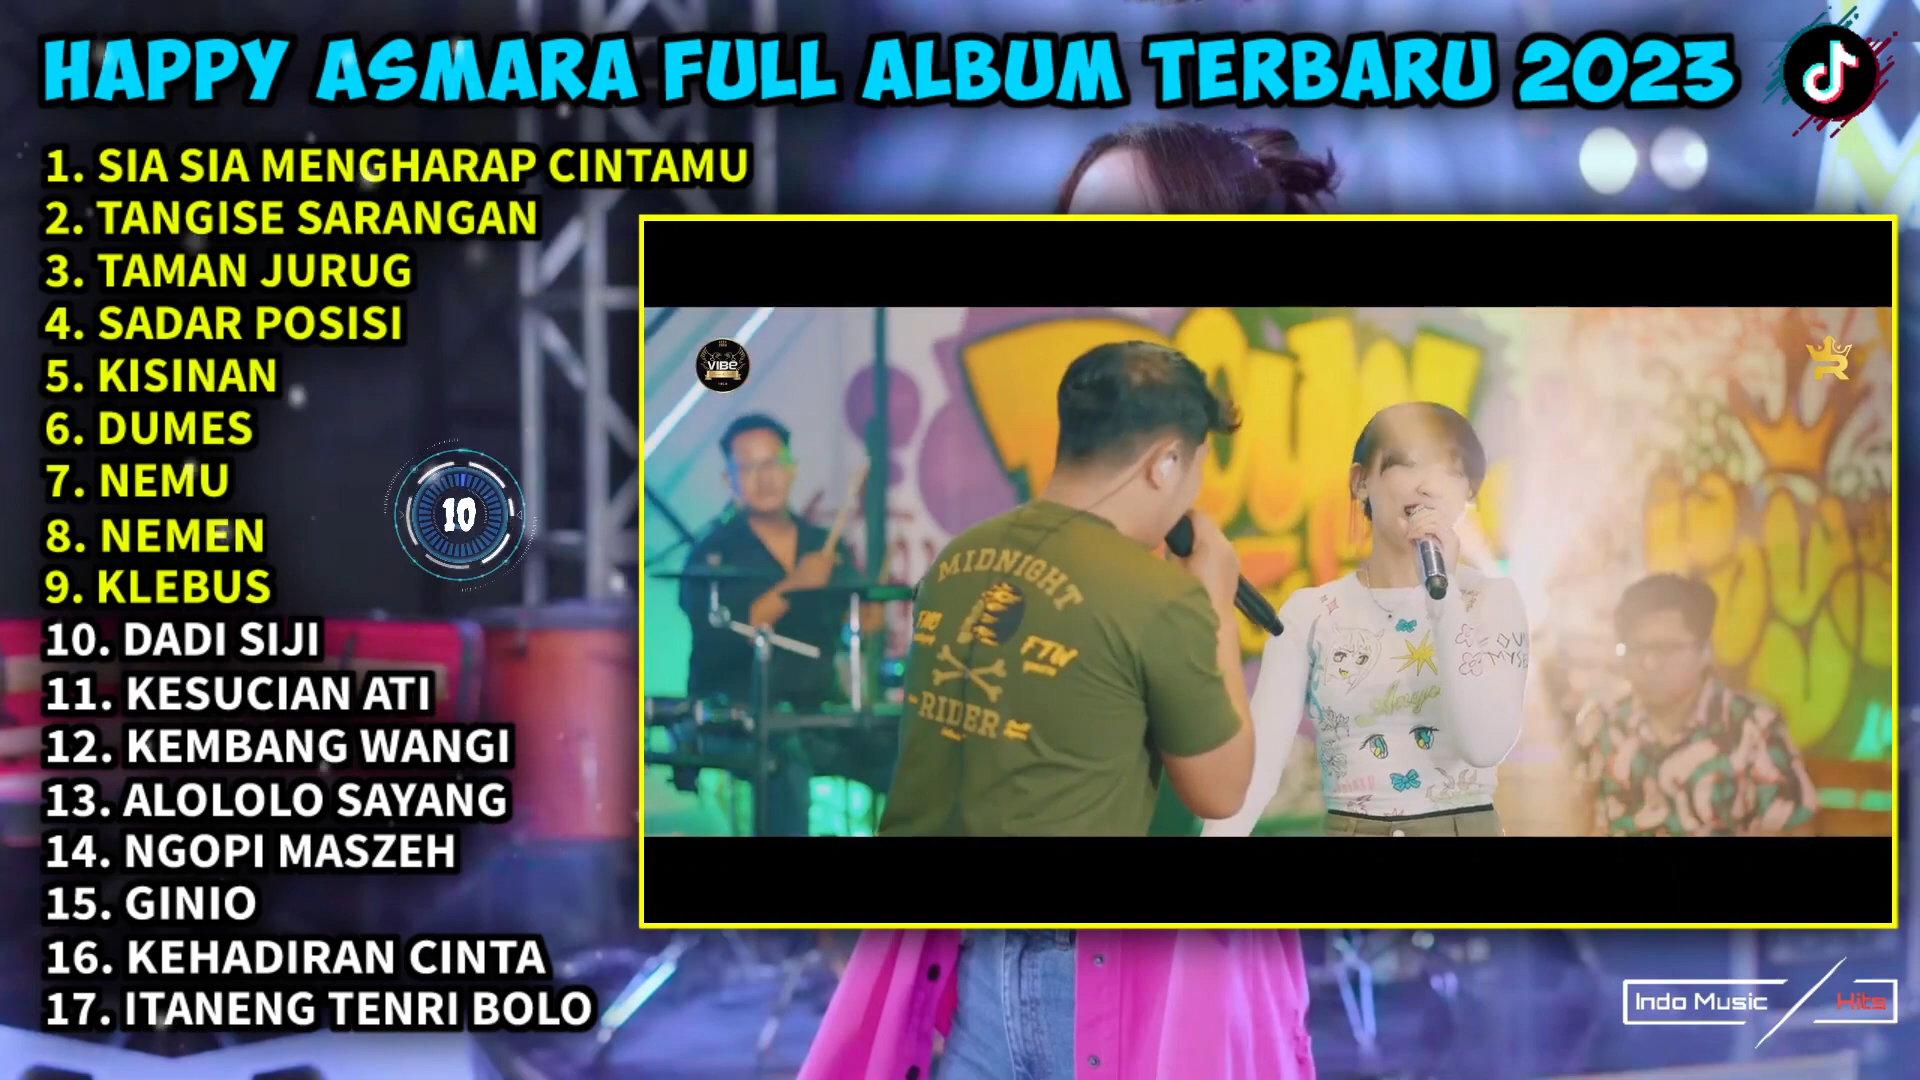 HAPPY ASMARA FULL ALBUM TERBARU 2023
1. SIA SIA MENGHARAP CINTAMU
2. TANGISE SARANGAN
3. TAMAN JURUG
4. SADAR POSISI
5. KISINAN
6. DUMES
7. NEMU
8. NEMEN
9. KLEBUS
10. DADI SIJI
11. KESUCIAN ATI
12. KEMBANG WANGI
13. ALOLOLO SAYANG
14. NGOPI MASZEH
15. GINIO
16. KEHADIRAN CINTA
17. ITANENG TENRI BOLO
10
VIBE
R
MIDNIGHT
FTW
RIDER
Indo Music Hits